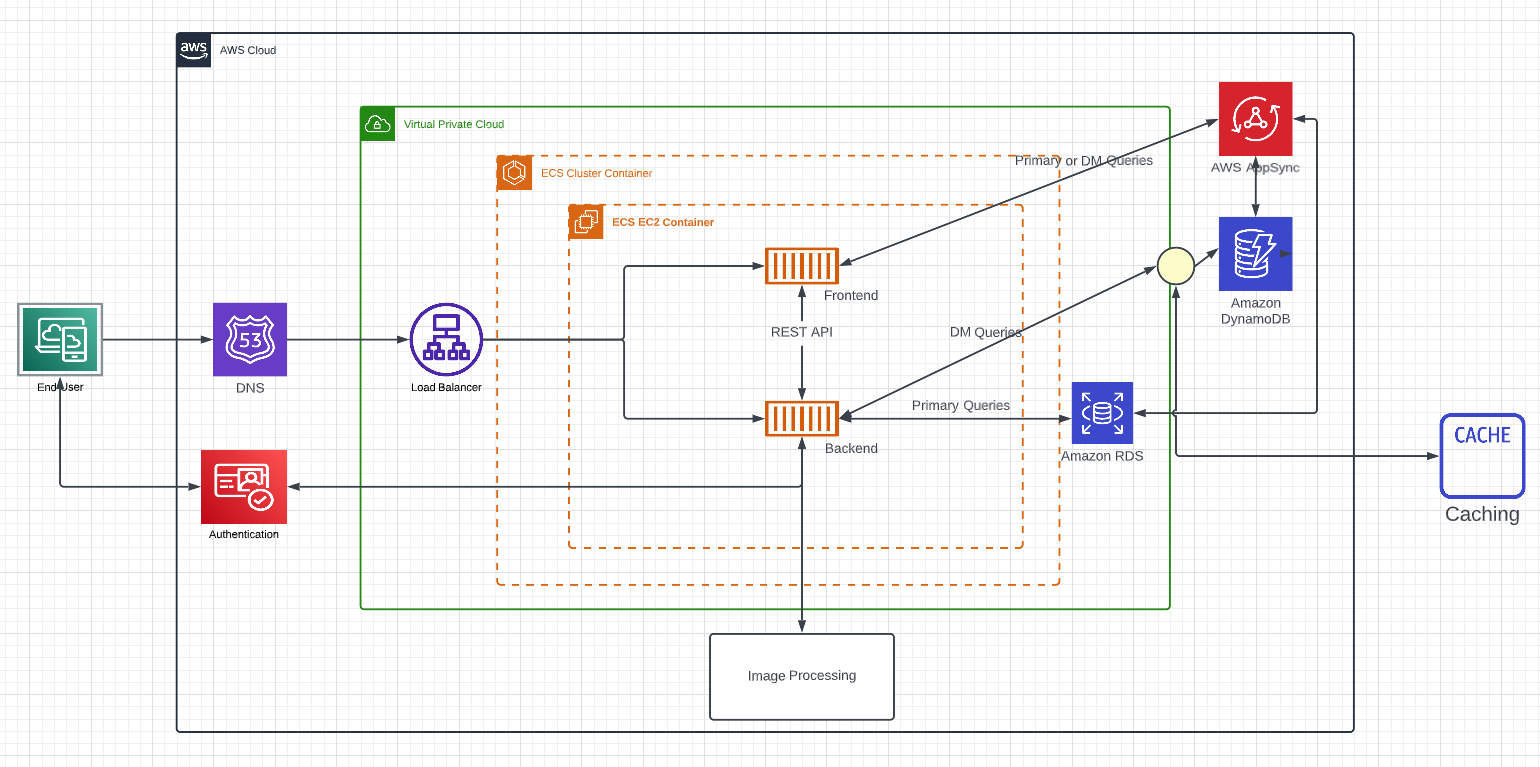 aws
AWS Cloud
Virtual Private Cloud
ECS Cluster Container
Primary or DM Queries
AWS AppSync
ECS EC2 Container
Frontend
Amazon
DynamoDB
53
REST API
DM Queries
End User
DNS
Load Balancer
Primary Queries
Backend
Amazon RDS
CACHE
Caching
Authentication
Image Processing